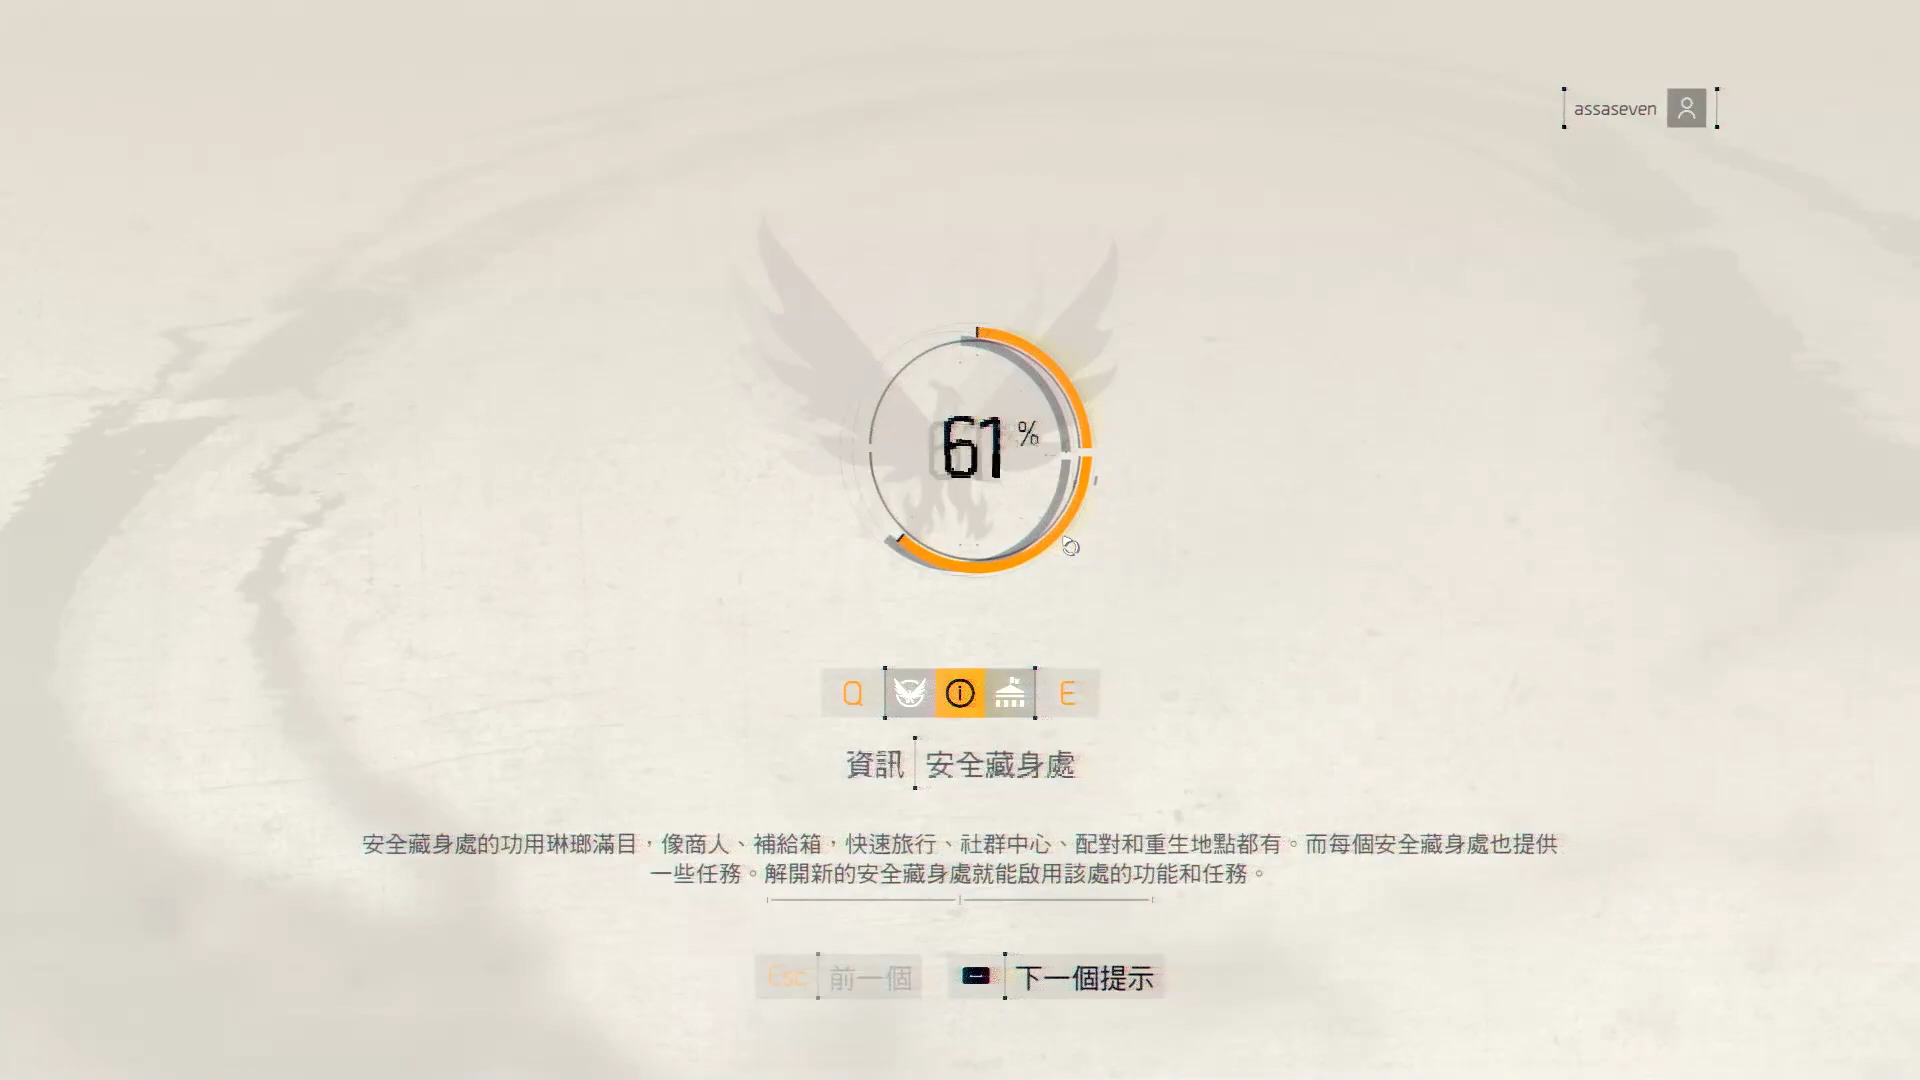 assaseven
61%
Q E
資訊 安全藏身處
安全藏身處的功用琳瑯滿目，像商人、補給箱，快速旅行、社群中心、配對和重生地點都有。而每個安全藏身處也提供
一些任務。解開新的安全藏身處就能啟用該處的功能和任務。
Esc 前一個 下一個提示